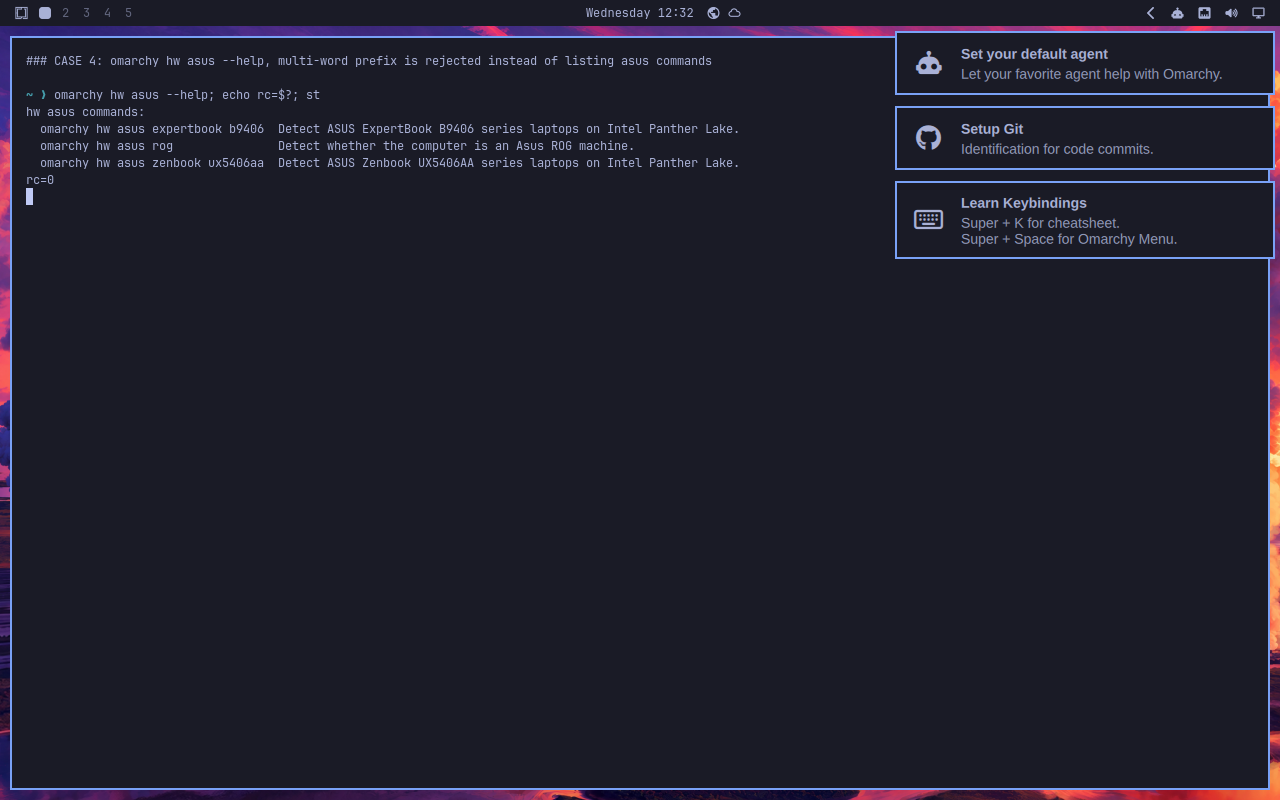 2 3 4 5
Wednesday 12:32
### CASE 4: omarchy hw asus --help, multi-word prefix is rejected instead of listing asus commands
~ ❯ omarchy hw asus --help; echo rc=$?; st
hw asus commands:
  omarchy hw asus expertbook b9406  Detect ASUS ExpertBook B9406 series laptops on Intel Panther Lake.
  omarchy hw asus rog               Detect whether the computer is an Asus ROG machine.
  omarchy hw asus zenbook ux5406aa  Detect ASUS Zenbook UX5406AA series laptops on Intel Panther Lake.
rc=0
Set your default agent
Let your favorite agent help with Omarchy.
Setup Git
Identification for code commits.
Learn Keybindings
Super + K for cheatsheet.
Super + Space for Omarchy Menu.